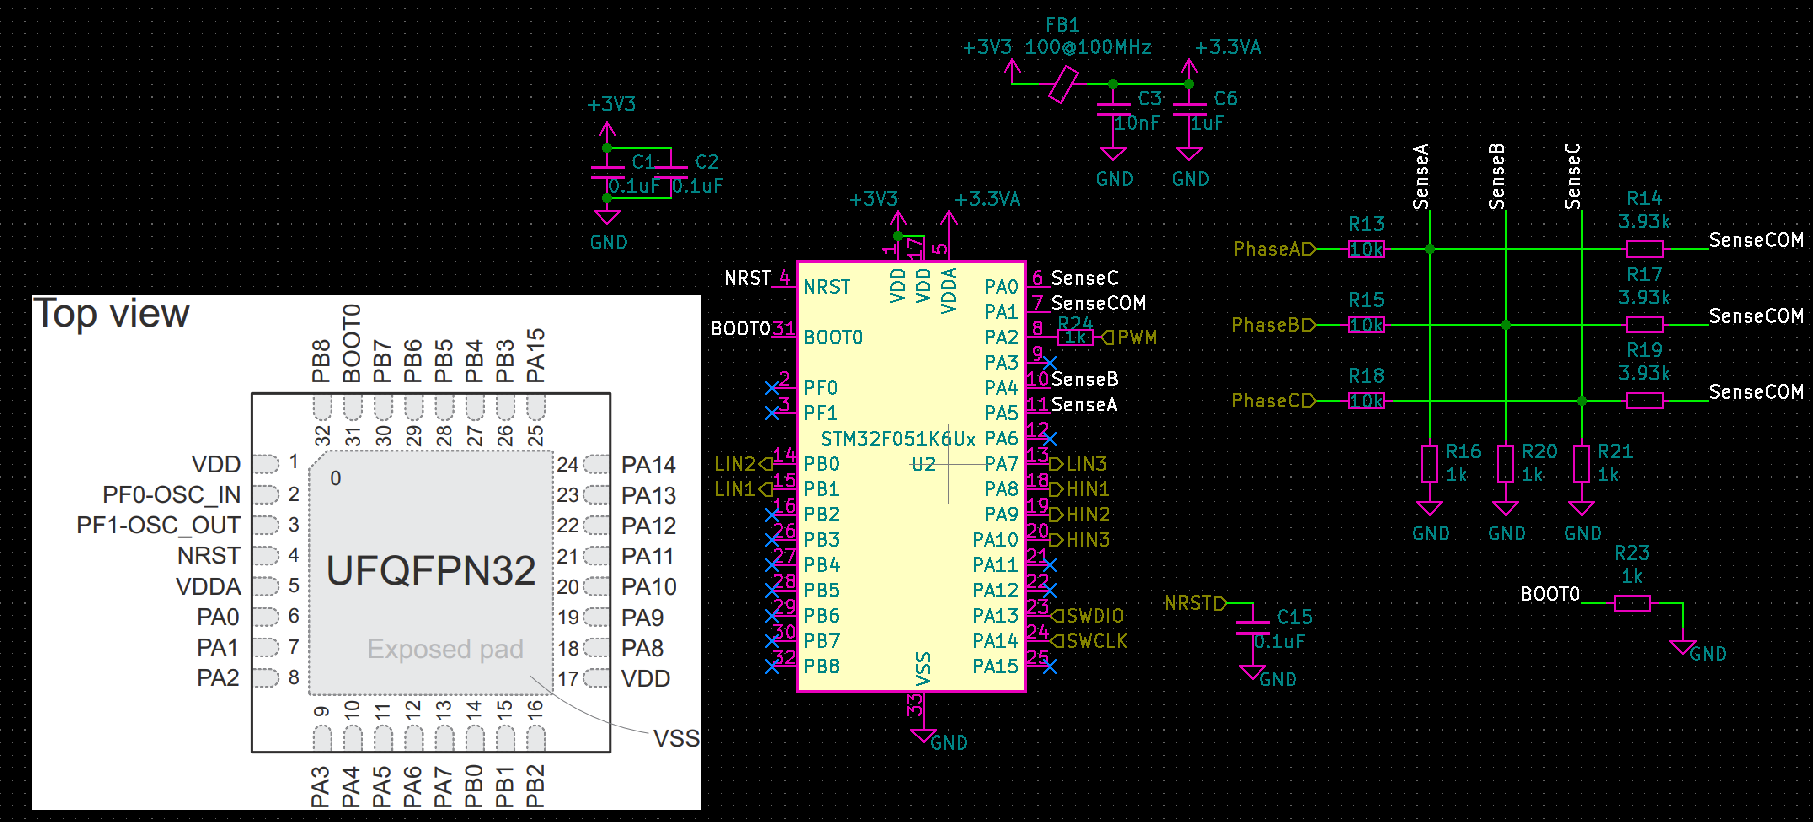 FB1
+3V3 100@100MHz +3.3VA
C3 C6
10nF 1uF
GND GND
+3V3
C1 C2
0.1uF 0.1uF
GND
+3V3 +3.3VA
1 17 5
VDD VDD VDDA
NRST 4 NRST
BOOT0 31 BOOT0
2 PF0
3 PF1
STM32F051K6Ux
U2
LIN2 14 PB0
LIN1 15 PB1
16 PB2
26 PB3
27 PB4
28 PB5
29 PB6
30 PB7
32 PB8
PA0 6 SenseC
PA1 7 SenseCOM
PA2 8 R24 1k PWM
PA3 9
PA4 10 SenseB
PA5 11 SenseA
PA6 12
PA7 13 LIN3
PA8 18 HIN1
PA9 19 HIN2
PA10 20 HIN3
PA11 21
PA12 22
PA13 23 SWDIO
PA14 24 SWCLK
PA15 25
VSS
33
GND
SenseA SenseB SenseC
PhaseA R13 10k R14 3.93k SenseCOM
PhaseB R15 10k R17 3.93k SenseCOM
PhaseC R18 10k R19 3.93k SenseCOM
R16 R20 R21
1k 1k 1k
GND GND GND
R23
1k
BOOT0
GND
NRST
C15
0.1uF
GND
Top view
PB8 BOOT0 PB7 PB6 PB5 PB4 PB3 PA15
32 31 30 29 28 27 26 25
VDD 1 0 24 PA14
PF0-OSC_IN 2 23 PA13
PF1-OSC_OUT 3 22 PA12
NRST 4 UFQFPN32 21 PA11
VDDA 5 20 PA10
PA0 6 19 PA9
PA1 7 Exposed pad 18 PA8
PA2 8 17 VDD
9 10 11 12 13 14 15 16
VSS
PA3 PA4 PA5 PA6 PA7 PB0 PB1 PB2